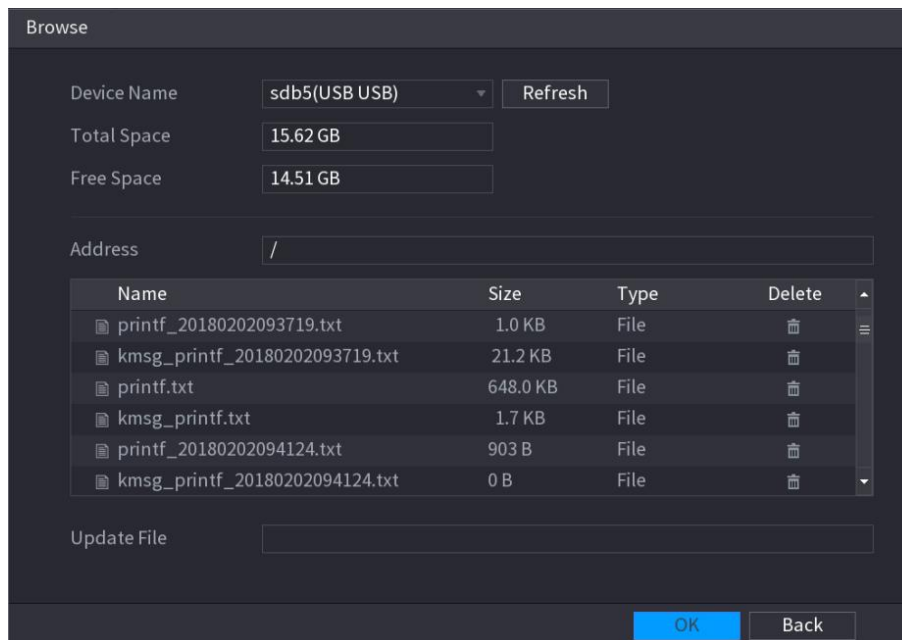 Browse
Device Name sdb5(USB USB) Refresh
Total Space 15.62 GB
Free Space 14.51 GB
Address /
Name Size Type Delete
printf_20180202093719.txt 1.0 KB File
kmsg_printf_20180202093719.txt 21.2 KB File
printf.txt 648.0 KB File
kmsg_printf.txt 1.7 KB File
printf_20180202094124.txt 903 B File
kmsg_printf_20180202094124.txt 0 B File
Update File
OK Back